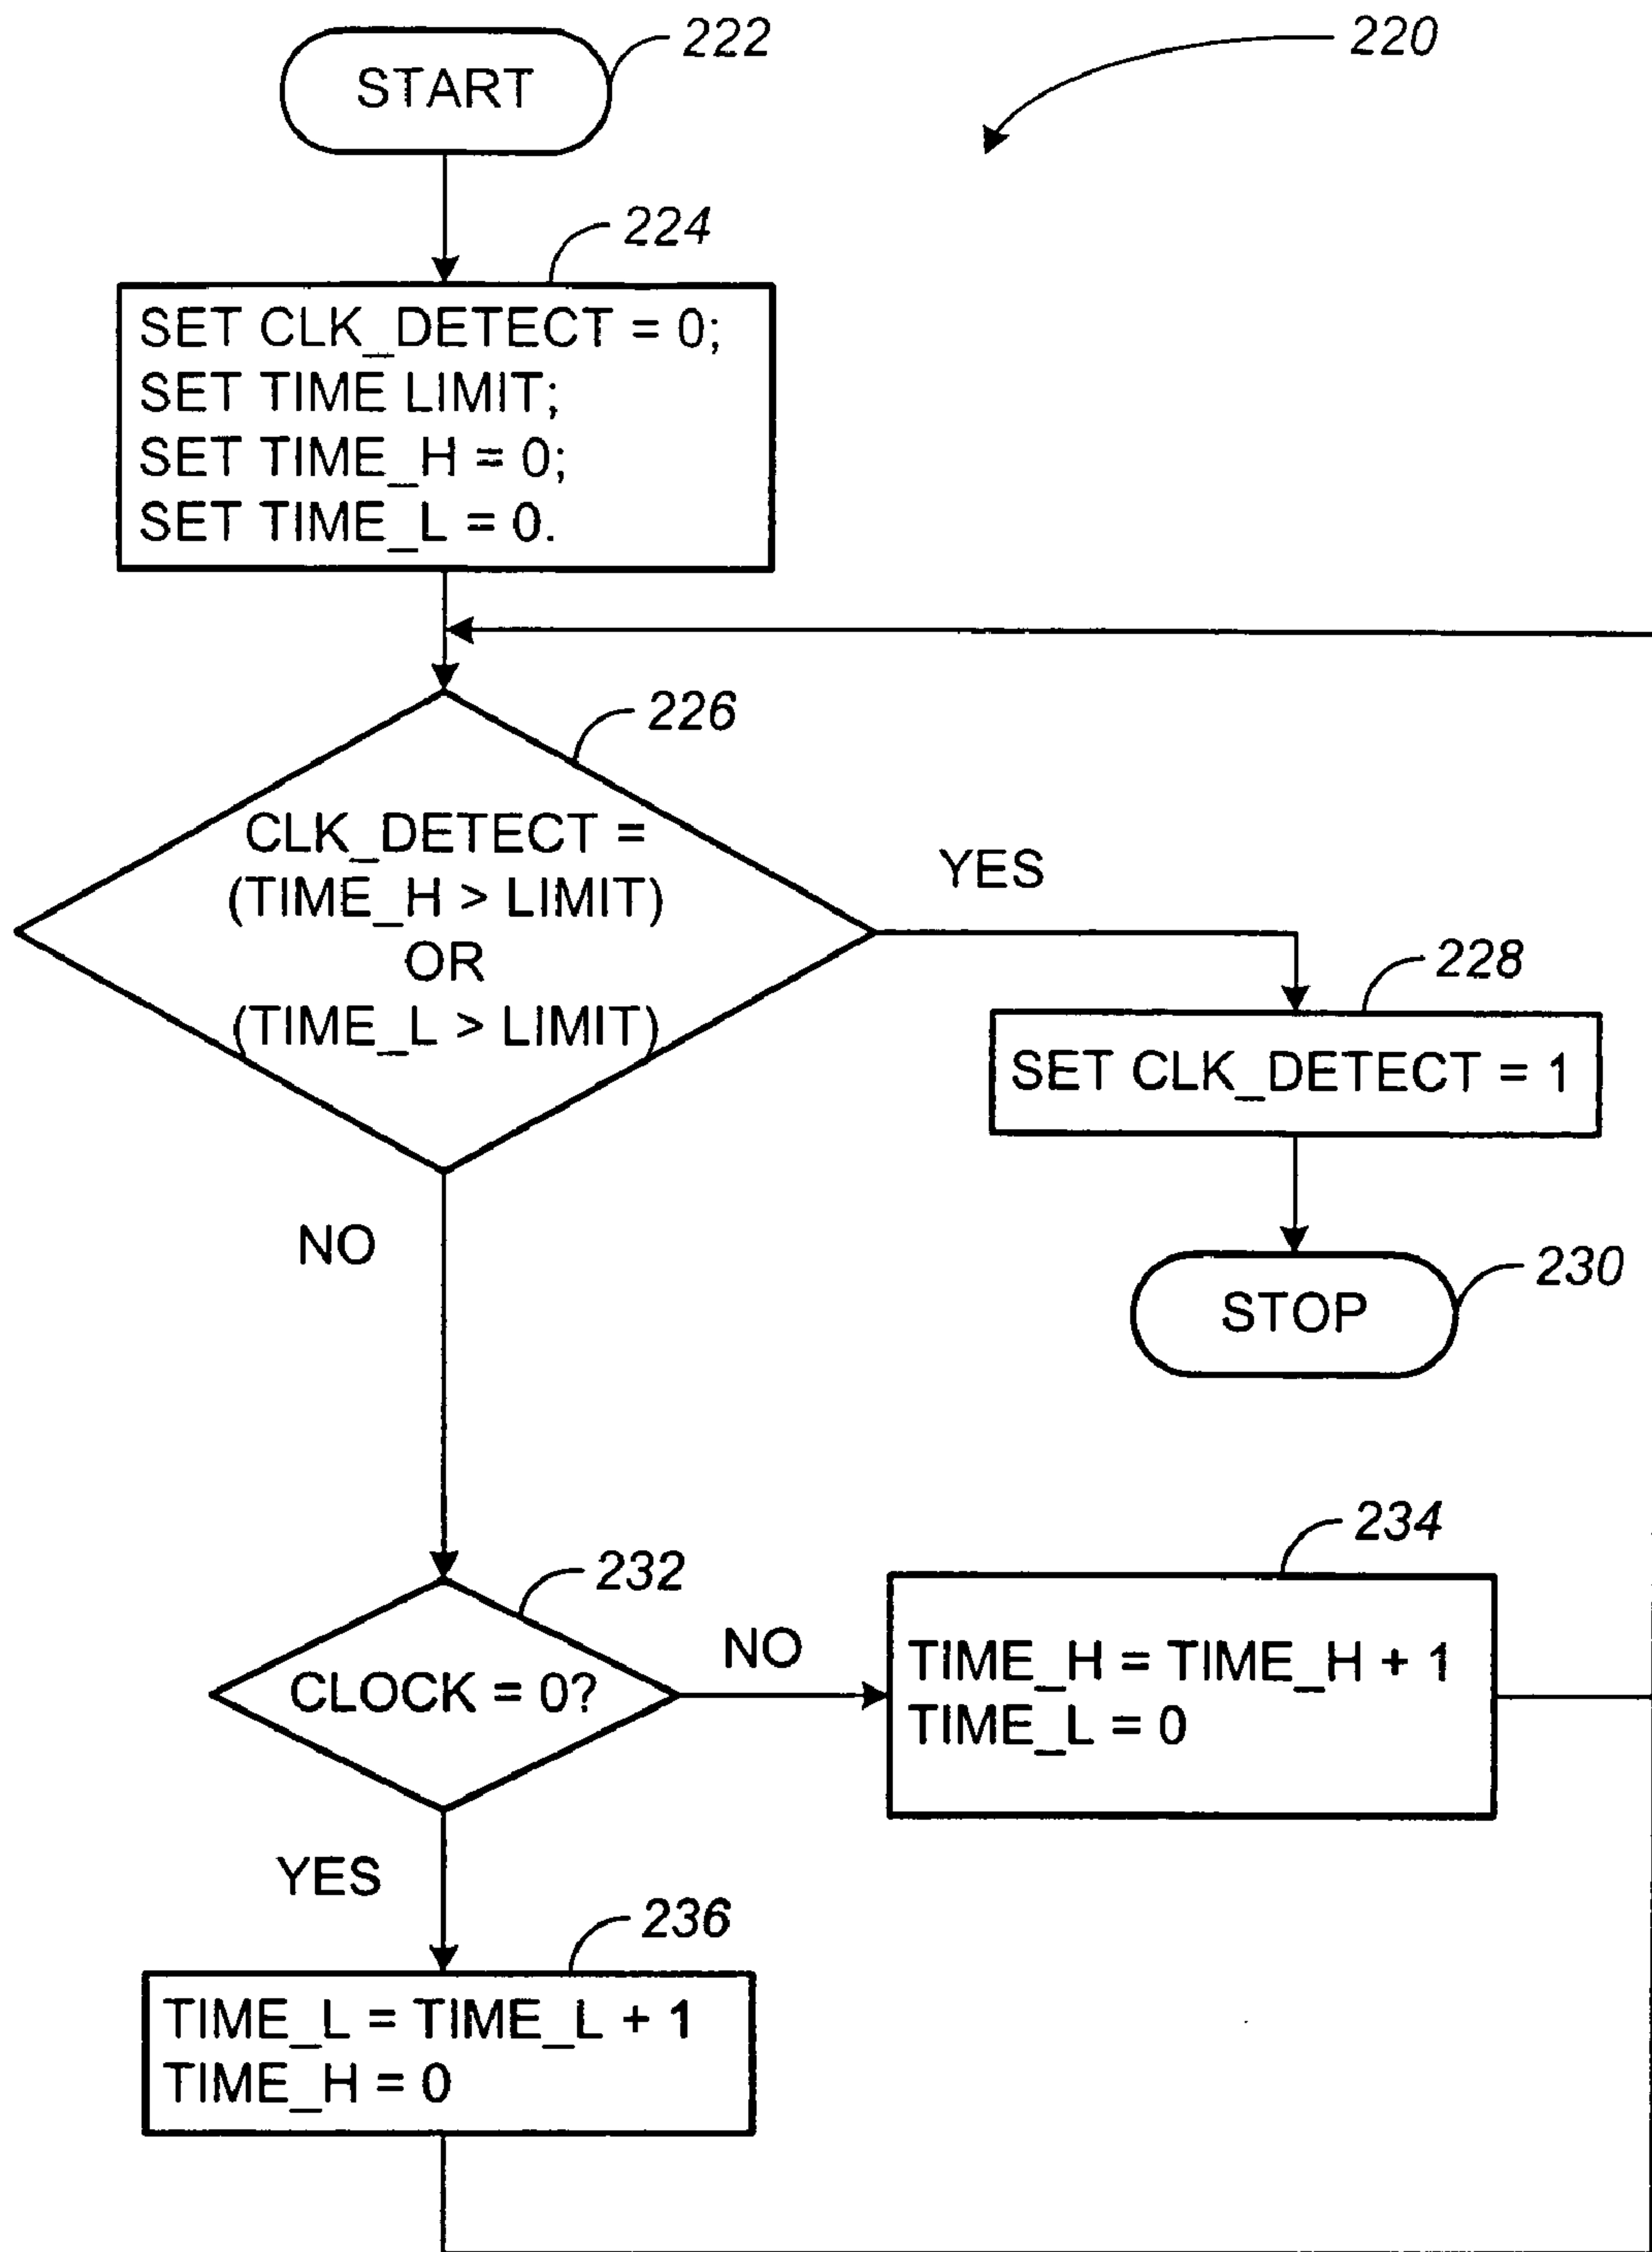 222
220
START
224
SET CLK_DETECT = 0;
SET TIME LIMIT;
SET TIME_H = 0;
SET TIME_L = 0.
226
CLK_DETECT =
(TIME_H > LIMIT)
OR
(TIME_L > LIMIT)
YES
228
SET CLK_DETECT = 1
NO
230
STOP
232
234
CLOCK = 0?
NO
TIME_H = TIME_H + 1
TIME_L = 0
YES
236
TIME_L = TIME_L + 1
TIME_H = 0